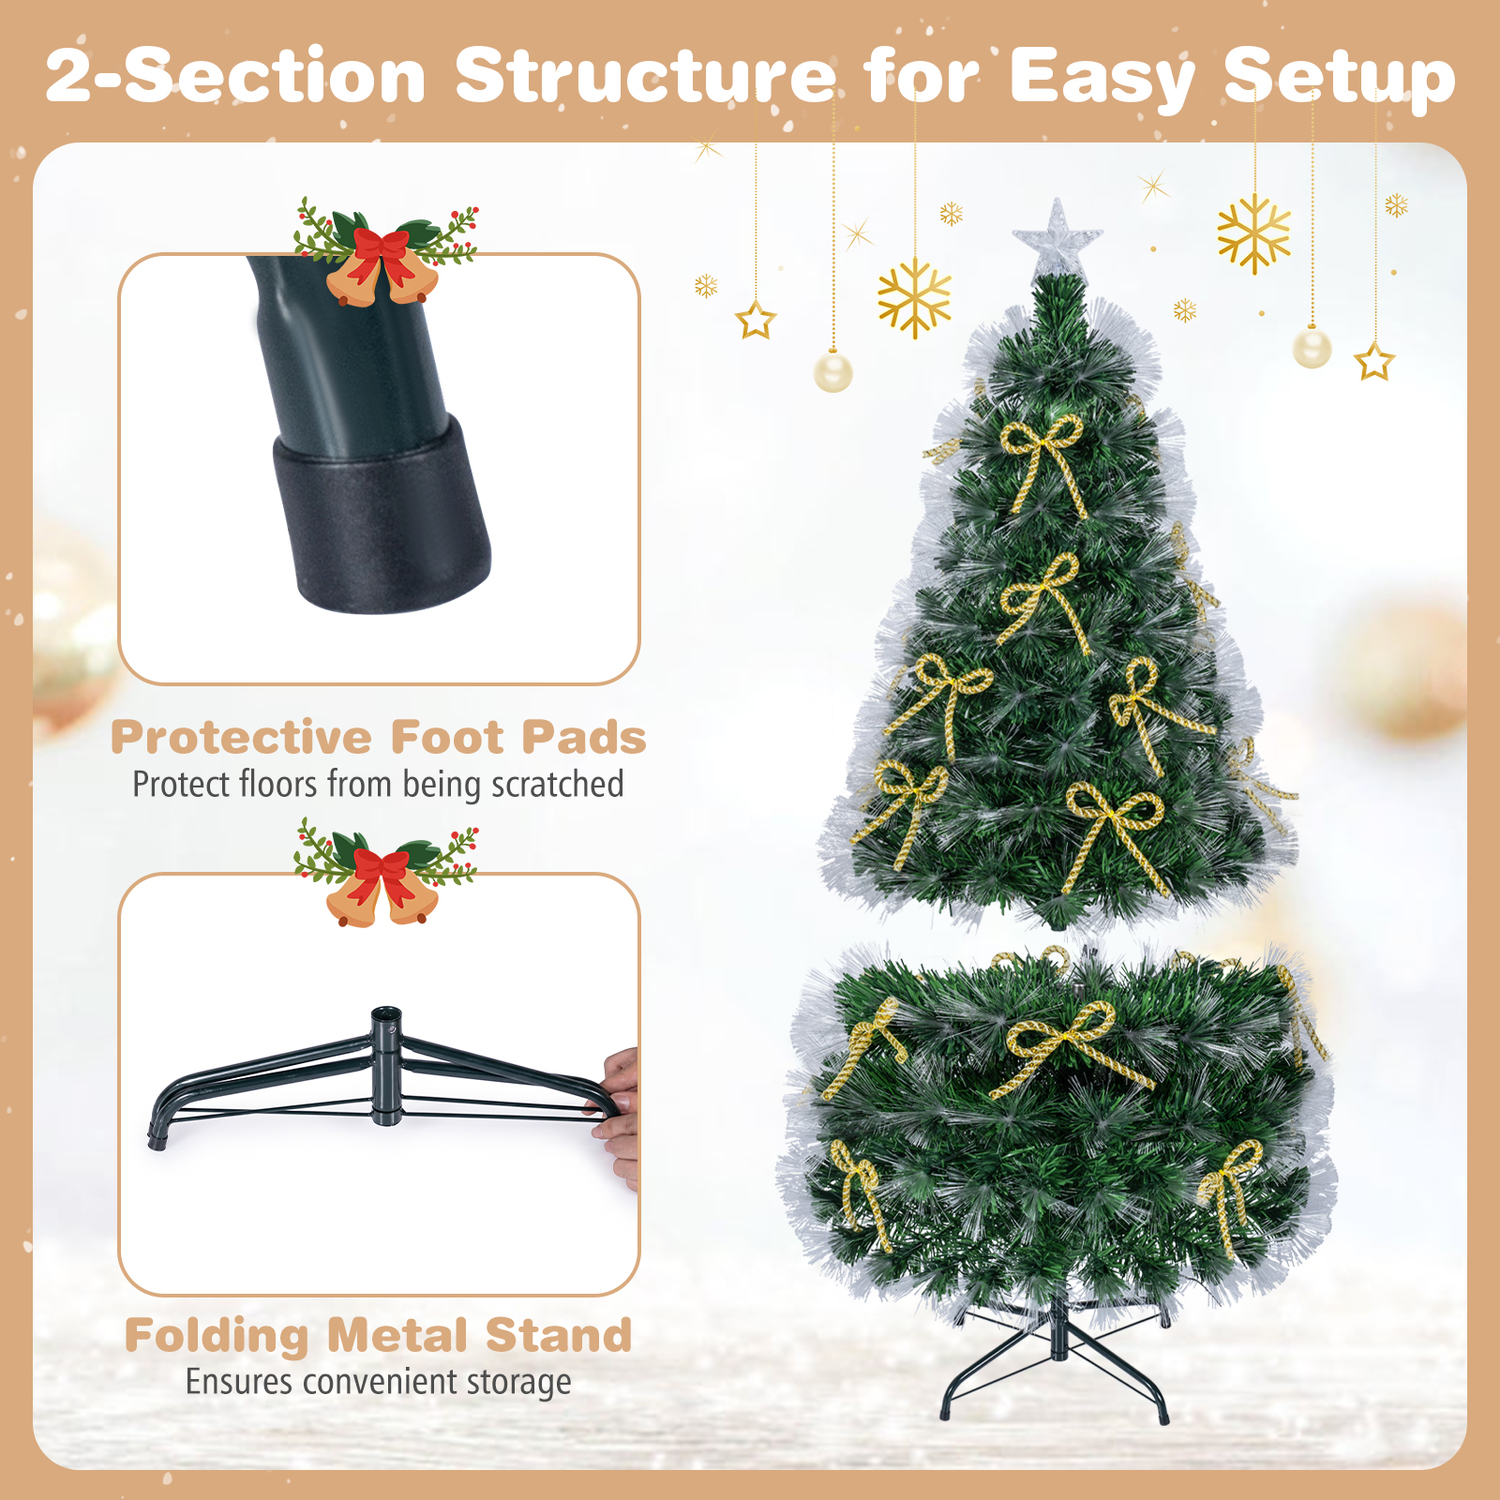 2-Section Structure for Easy Setup
Protective Foot Pads
Protect floors from being scratched
Folding Metal Stand
Ensures convenient storage